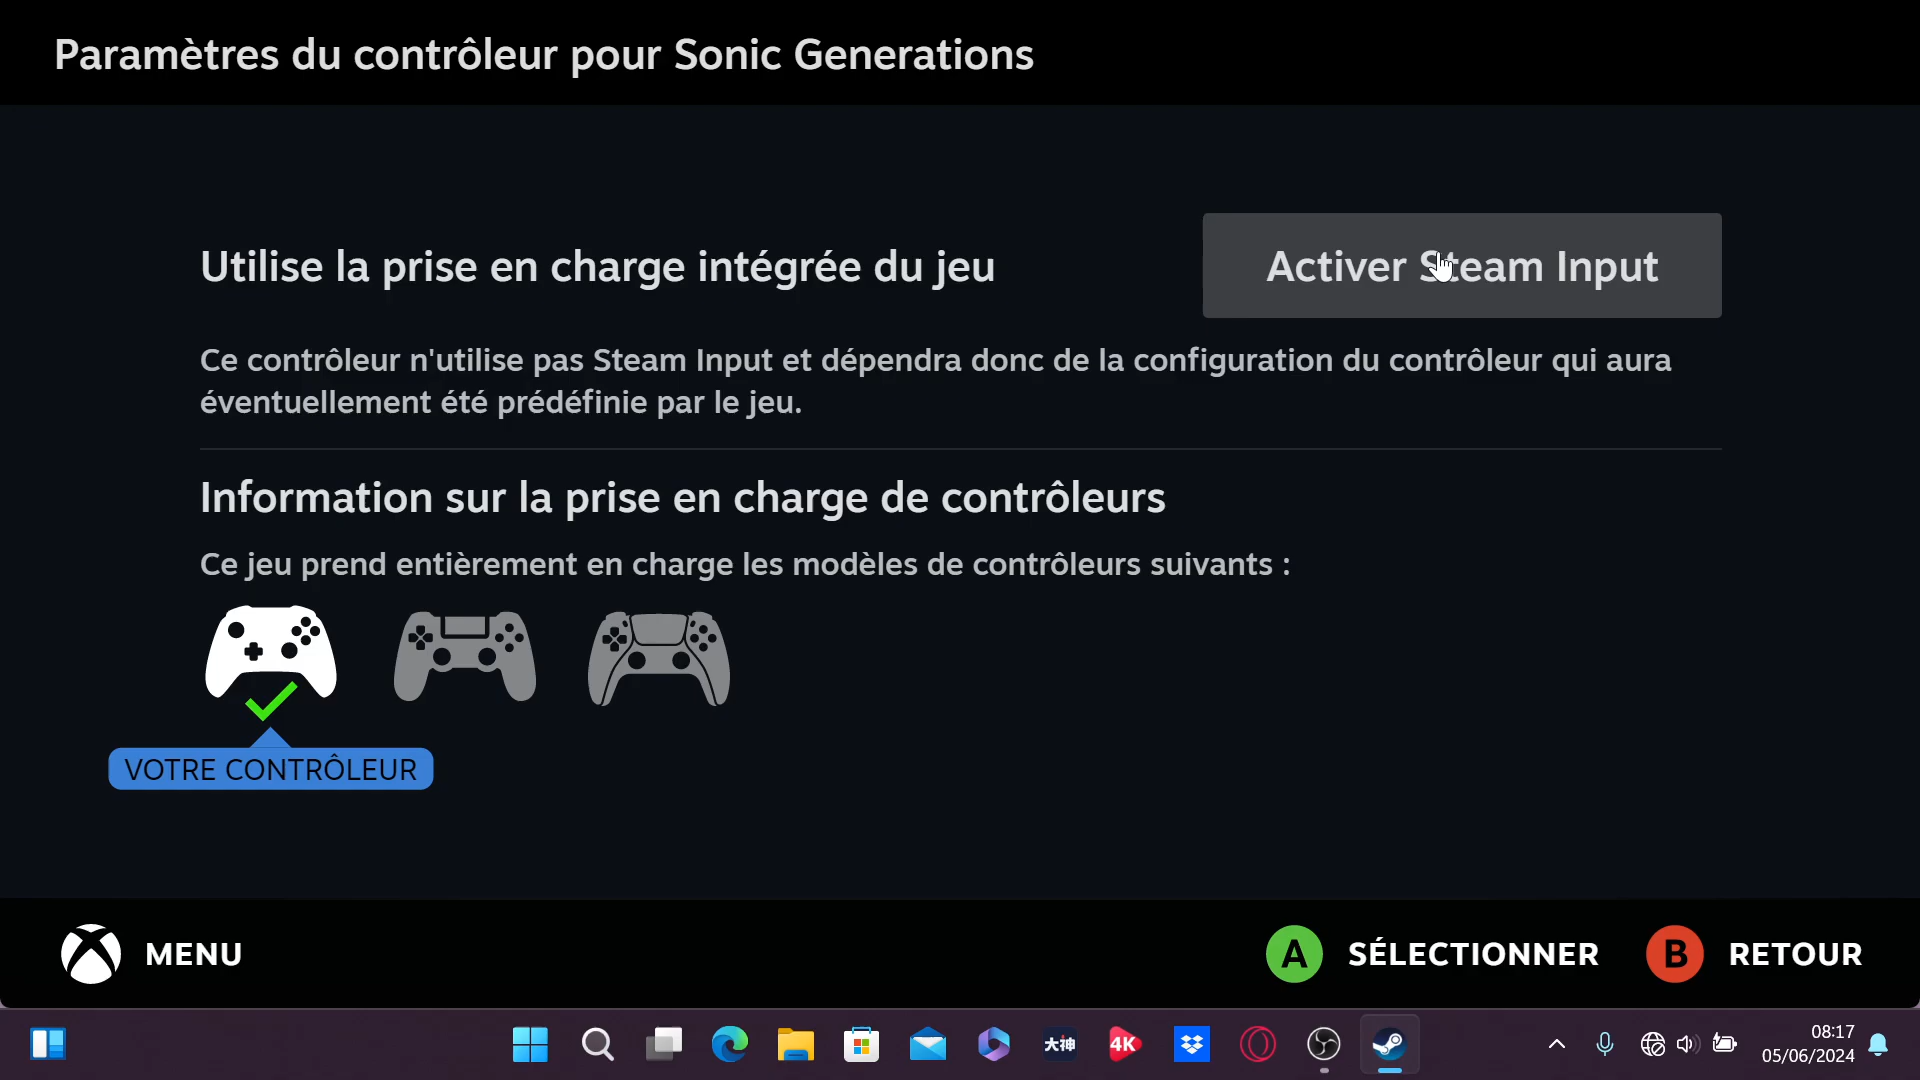 Paramètres du contrôleur pour Sonic Generations
Utilise la prise en charge intégrée du jeu
Activer Steam Input
Ce contrôleur n'utilise pas Steam Input et dépendra donc de la configuration du contrôleur qui aura
éventuellement été prédéfinie par le jeu.
Information sur la prise en charge de contrôleurs
Ce jeu prend entièrement en charge les modèles de contrôleurs suivants :
VOTRE CONTRÔLEUR
MENU
A SÉLECTIONNER
B RETOUR
大神
4K
08:17
05/06/2024